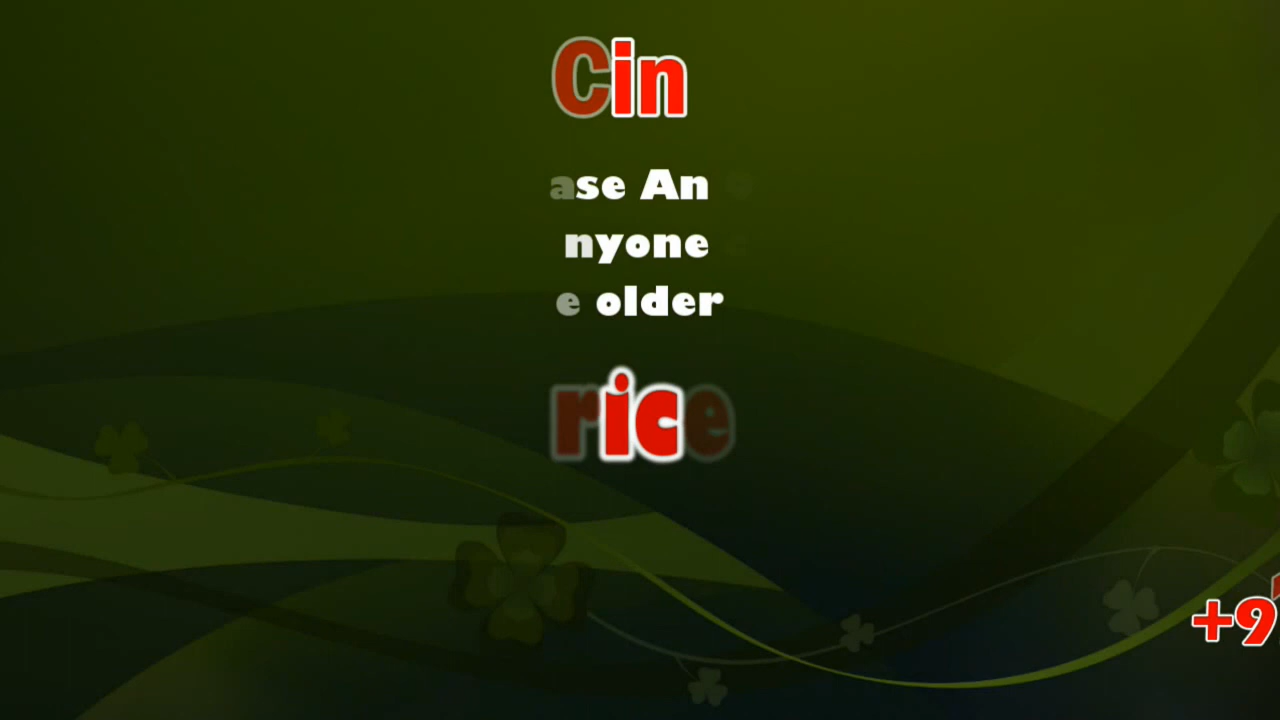 Cin
ase An
nyone
e older
rice
+9